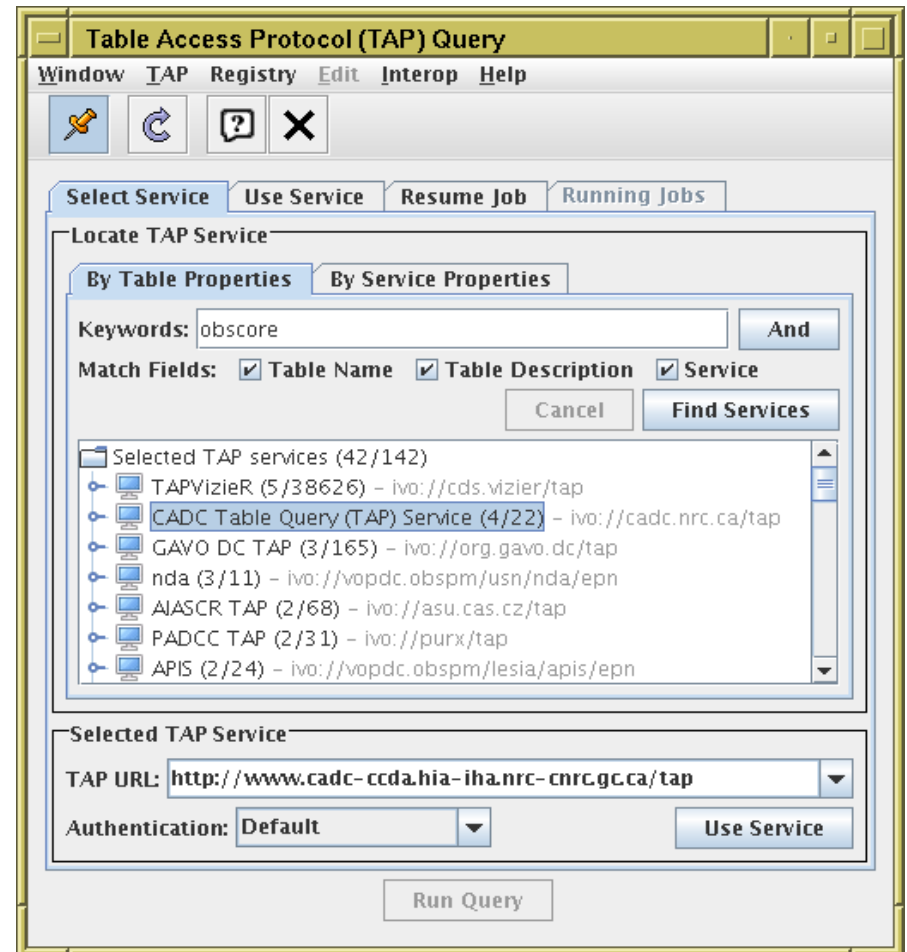 Table Access Protocol (TAP) Query
Window TAP Registry Edit Interop Help
Select Service Use Service Resume Job Running Jobs
Locate TAP Service
By Table Properties By Service Properties
Keywords: obscore And
Match Fields: Table Name Table Description Service
Cancel Find Services
Selected TAP services (42/142)
TAPVizieR (5/38626) – ivo://cds.vizier/tap
CADC Table Query (TAP) Service (4/22) – ivo://cadc.nrc.ca/tap
GAVO DC TAP (3/165) – ivo://org.gavo.dc/tap
nda (3/11) – ivo://vopdc.obspm/usn/nda/epn
AIASCR TAP (2/68) – ivo://asu.cas.cz/tap
PADCC TAP (2/31) – ivo://purx/tap
APIS (2/24) – ivo://vopdc.obspm/lesia/apis/epn
Selected TAP Service
TAP URL: http://www.cadc-ccda.hia-iha.nrc-cnrc.gc.ca/tap
Authentication: Default Use Service
Run Query